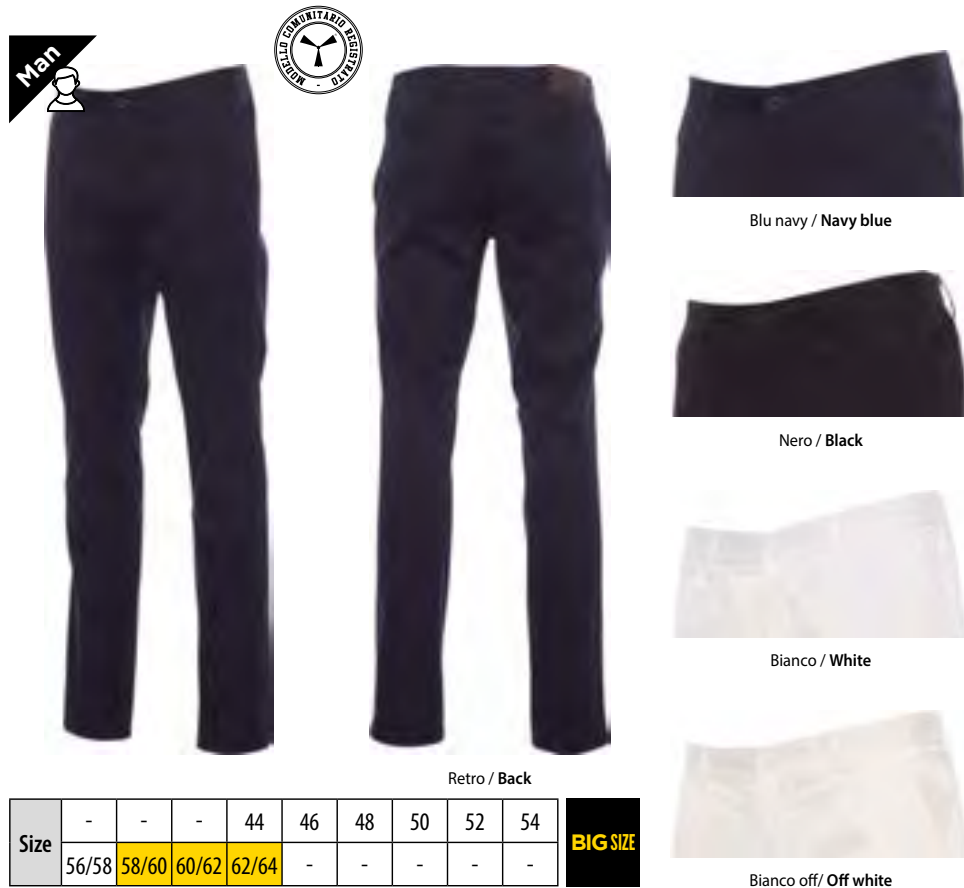 Man
MODELLO COMUNITARIO REGISTRATO -
Blu navy / Navy blue
Nero / Black
Bianco / White
Bianco off/ Off white
Retro / Back
Size - - - 44 46 48 50 52 54
56/58 58/60 60/62 62/64 - - - - -
BIG SIZE